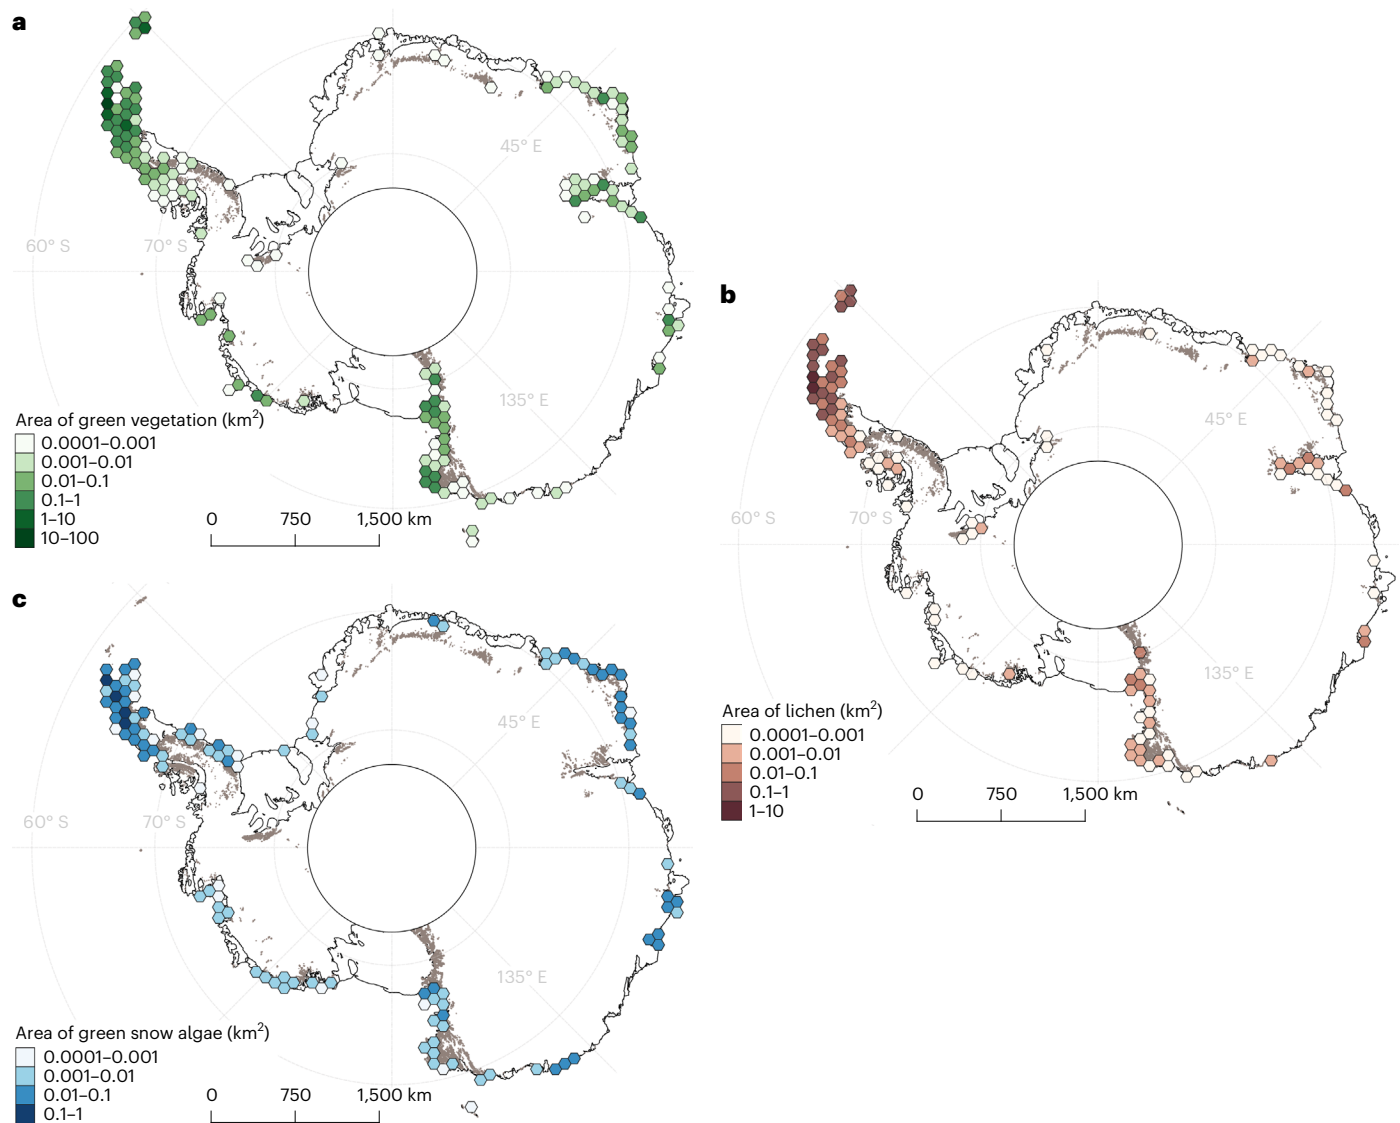 a
45° E
60° S
70° S
135° E
Area of green vegetation (km²)
0.0001–0.001
0.001–0.01
0.01–0.1
0.1–1
1–10
10–100
0 750 1,500 km
b
45° E
60° S
70° S
135° E
Area of lichen (km²)
0.0001–0.001
0.001–0.01
0.01–0.1
0.1–1
1–10
0 750 1,500 km
c
45° E
60° S
70° S
135° E
Area of green snow algae (km²)
0.0001–0.001
0.001–0.01
0.01–0.1
0.1–1
0 750 1,500 km